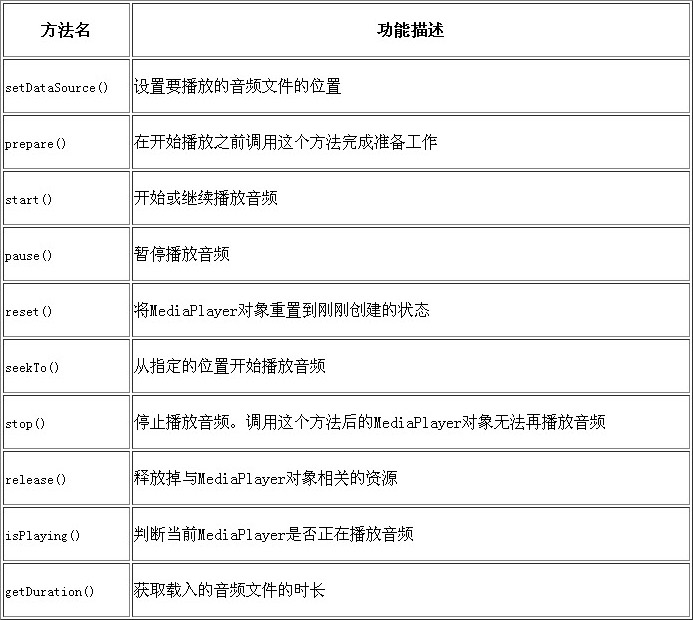 方法名 功能描述
setDataSource() 设置要播放的音频文件的位置
prepare() 在开始播放之前调用这个方法完成准备工作
start() 开始或继续播放音频
pause() 暂停播放音频
reset() 将MediaPlayer对象重置到刚刚创建的状态
seekTo() 从指定的位置开始播放音频
stop() 停止播放音频。调用这个方法后的MediaPlayer对象无法再播放音频
release() 释放掉与MediaPlayer对象相关的资源
isPlaying() 判断当前MediaPlayer是否正在播放音频
getDuration() 获取载入的音频文件的时长